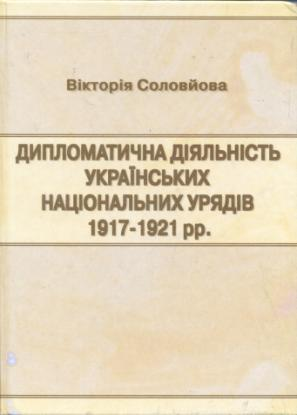 Вікторія Соловйова
ДИПЛОМАТИЧНА ДІЯЛЬНІСТЬ
УКРАЇНСЬКИХ
НАЦІОНАЛЬНИХ УРЯДІВ
1917-1921 рр.